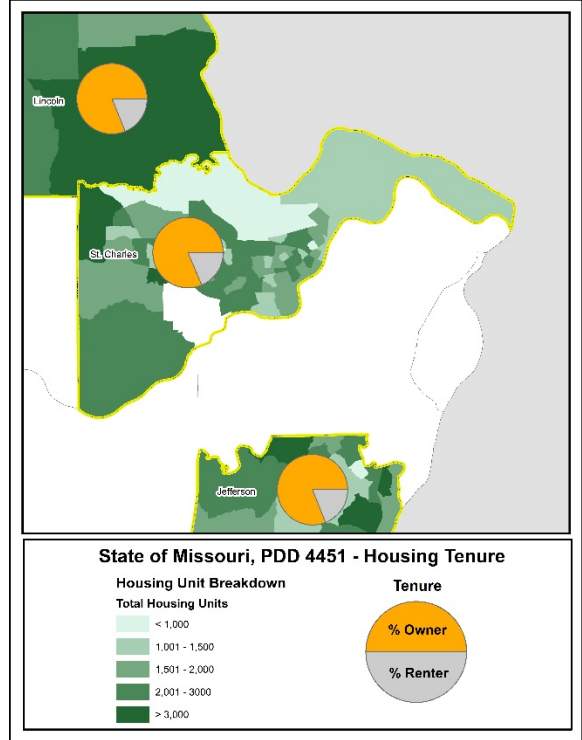 Lincoln
St. Charles
Jefferson
State of Missouri, PDD 4451 - Housing Tenure
Housing Unit Breakdown
Total Housing Units
< 1,000
1,001 - 1,500
1,501 - 2,000
2,001 - 3000
> 3,000
Tenure
% Owner
% Renter